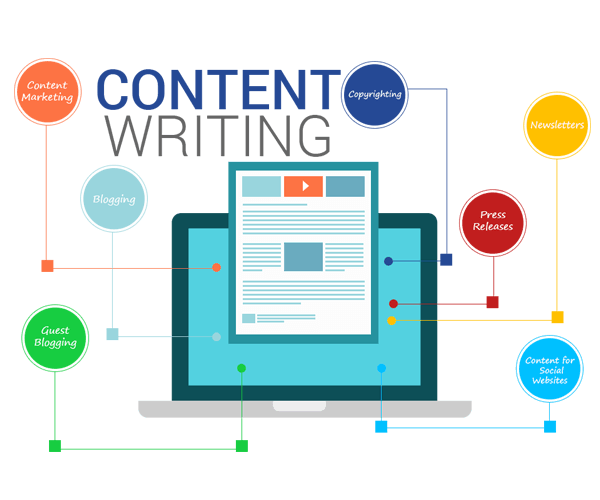 CONTENT
WRITING
Content
Marketing
Copyrighting
Newsletters
Blogging
Press
Releases
Guest
Blogging
Content for
Social
Websites